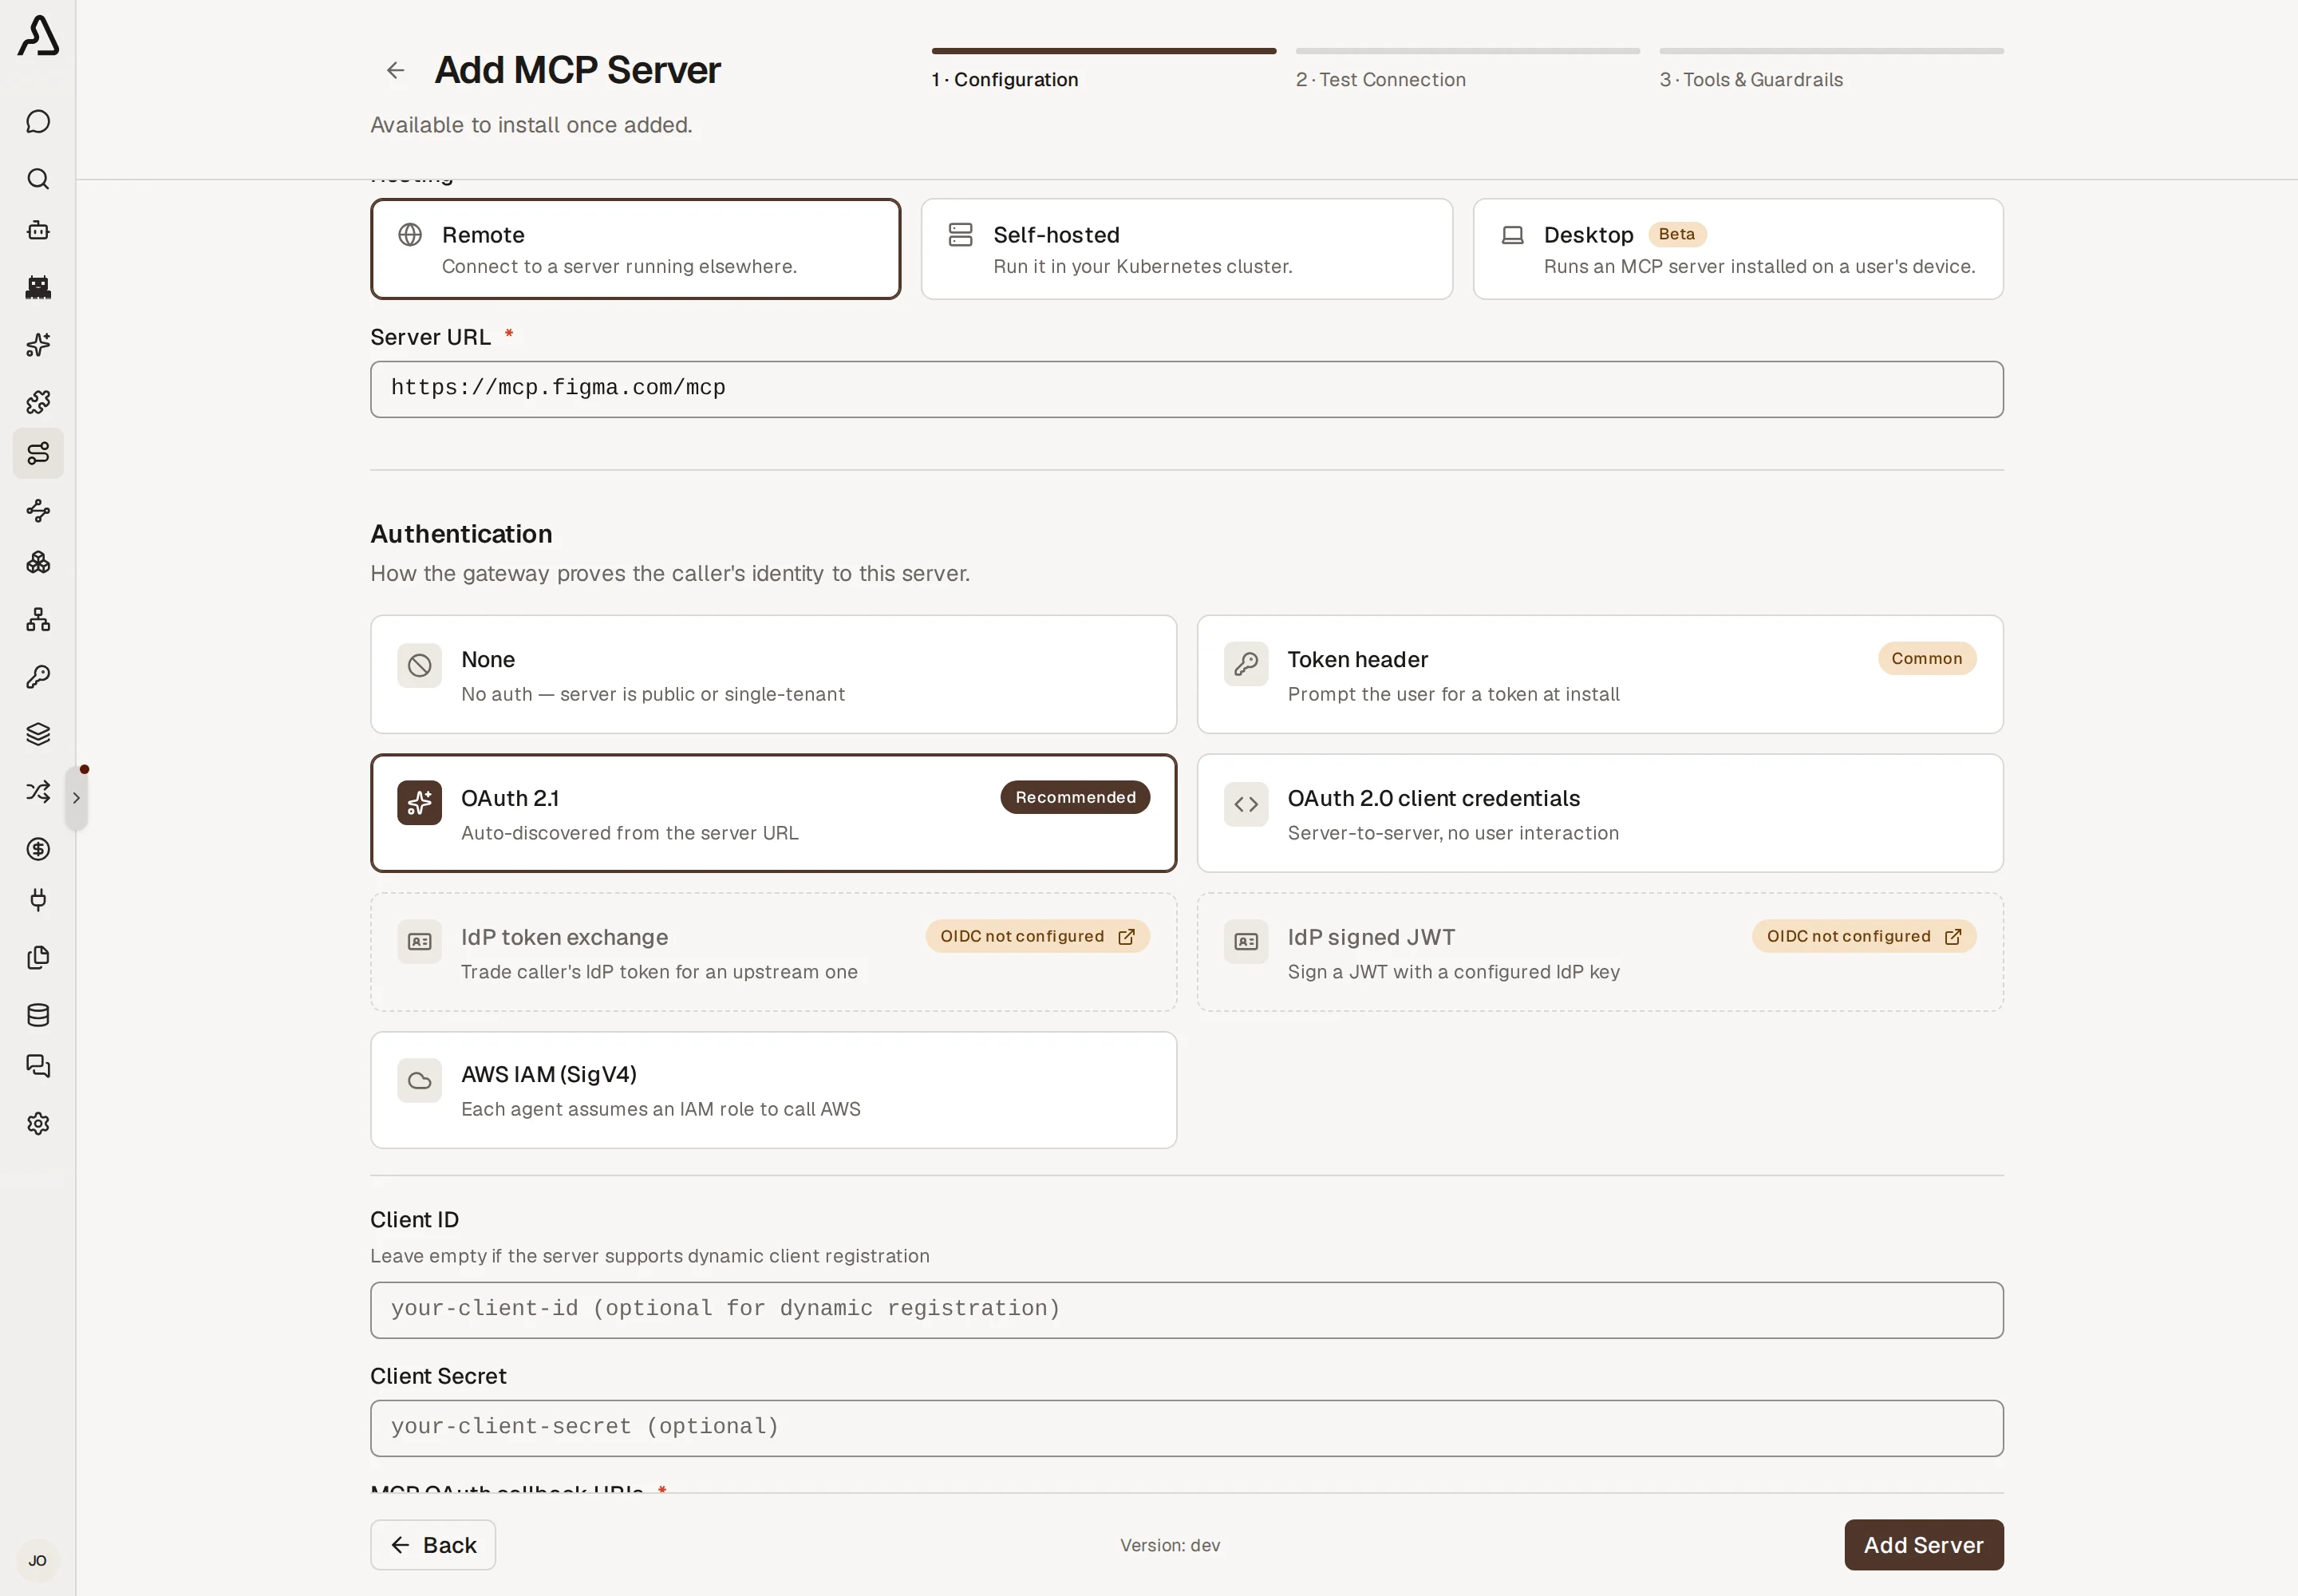 Add MCP Server
Available to install once added.
1 · Configuration
2 · Test Connection
3 · Tools & Guardrails
Hosting
Remote
Connect to a server running elsewhere.
Self-hosted
Run it in your Kubernetes cluster.
Desktop Beta
Runs an MCP server installed on a user's device.
Server URL *
https://mcp.figma.com/mcp
Authentication
How the gateway proves the caller's identity to this server.
None
No auth — server is public or single-tenant
Token header Common
Prompt the user for a token at install
OAuth 2.1 Recommended
Auto-discovered from the server URL
OAuth 2.0 client credentials
Server-to-server, no user interaction
IdP token exchange OIDC not configured
Trade caller's IdP token for an upstream one
IdP signed JWT OIDC not configured
Sign a JWT with a configured IdP key
AWS IAM (SigV4)
Each agent assumes an IAM role to call AWS
Client ID
Leave empty if the server supports dynamic client registration
your-client-id (optional for dynamic registration)
Client Secret
your-client-secret (optional)
MCP OAuth callback URLs *
Back
Version: dev
Add Server
JO